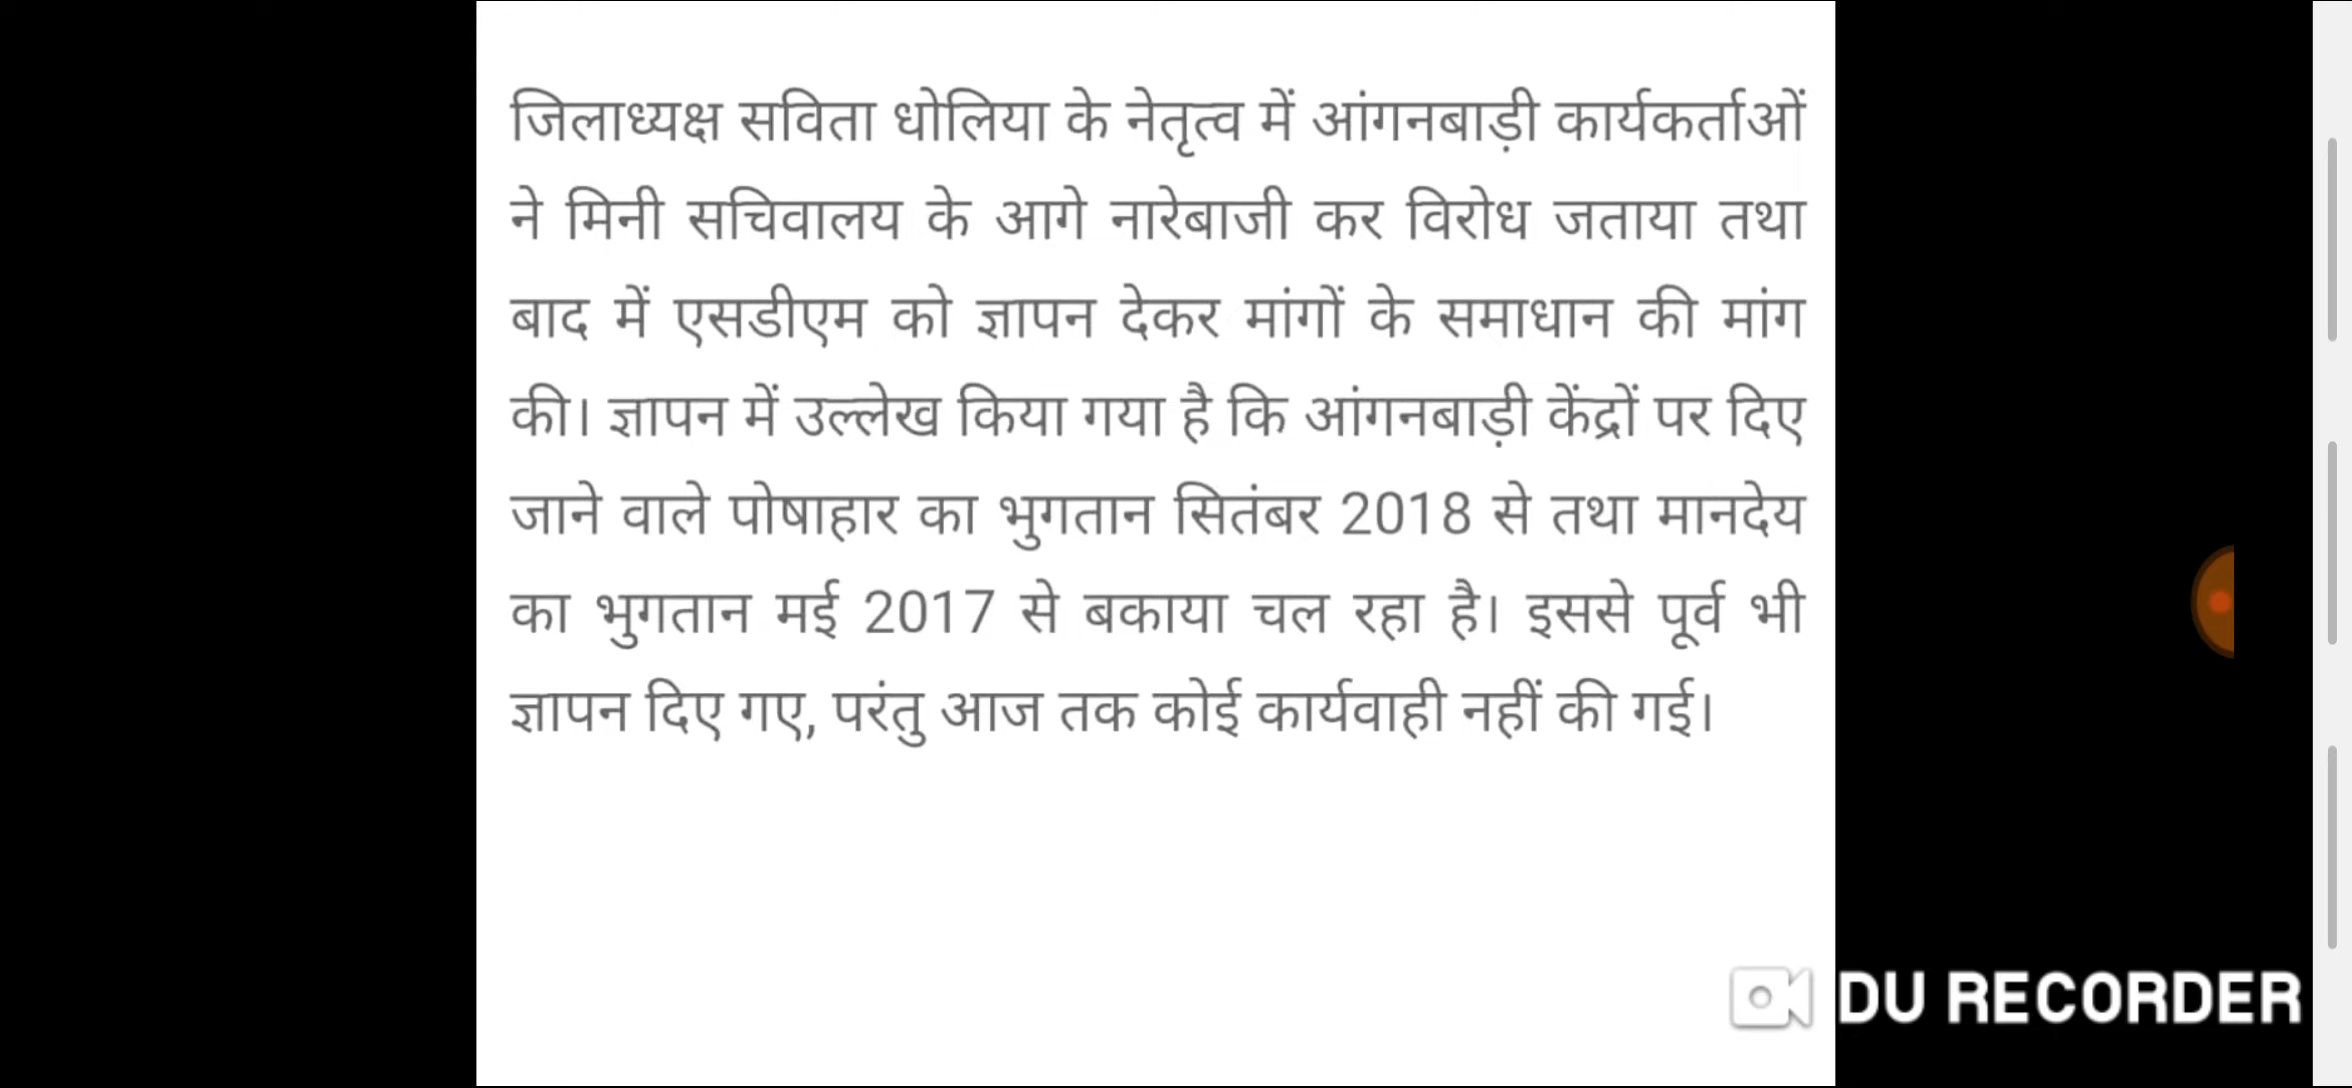 जिलाध्यक्ष सविता धोलिया के नेतृत्व में आंगनबाड़ी कार्यकर्ताओं
ने मिनी सचिवालय के आगे नारेबाजी कर विरोध जताया तथा
बाद में एसडीएम को ज्ञापन देकर मांगों के समाधान की मांग
की। ज्ञापन में उल्लेख किया गया है कि आंगनबाड़ी केंद्रों पर दिए
जाने वाले पोषाहार का भुगतान सितंबर 2018 से तथा मानदेय
का भुगतान मई 2017 से बकाया चल रहा है। इससे पूर्व भी
ज्ञापन दिए गए, परंतु आज तक कोई कार्यवाही नहीं की गई।
DU RECORDER